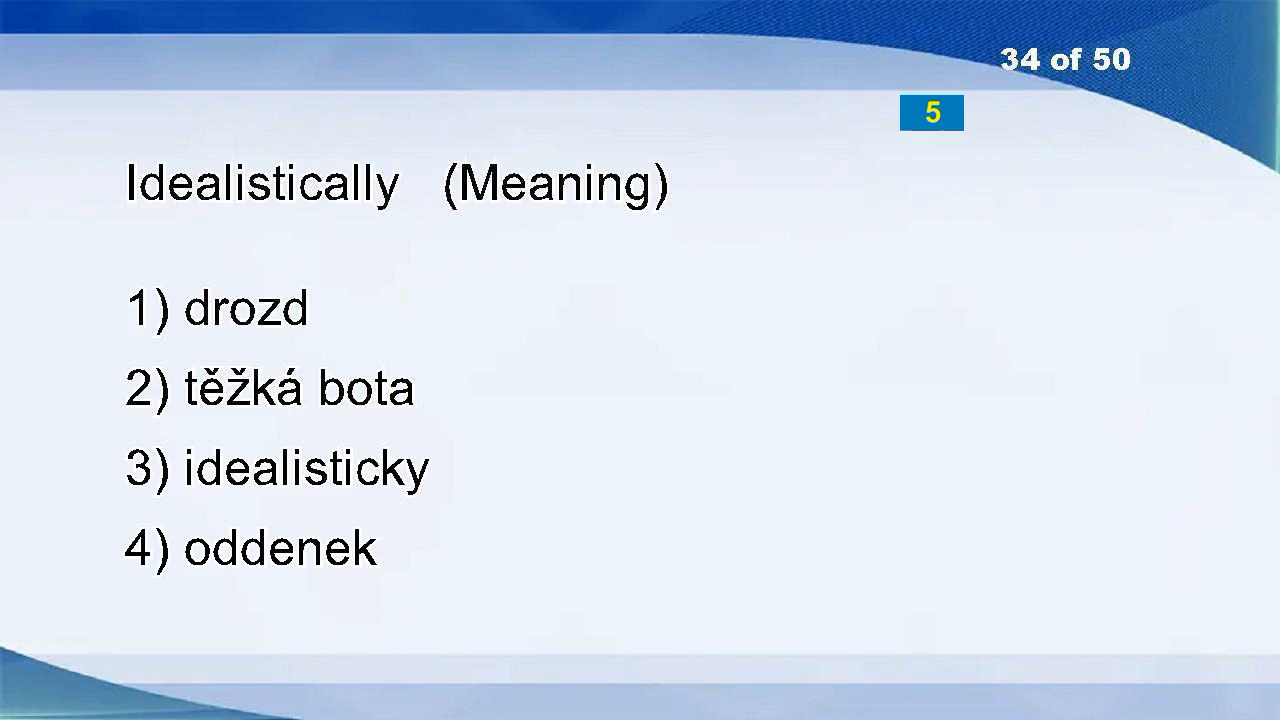 34 of 50
5
Idealistically (Meaning)
1) drozd
2) těžká bota
3) idealisticky
4) oddenek